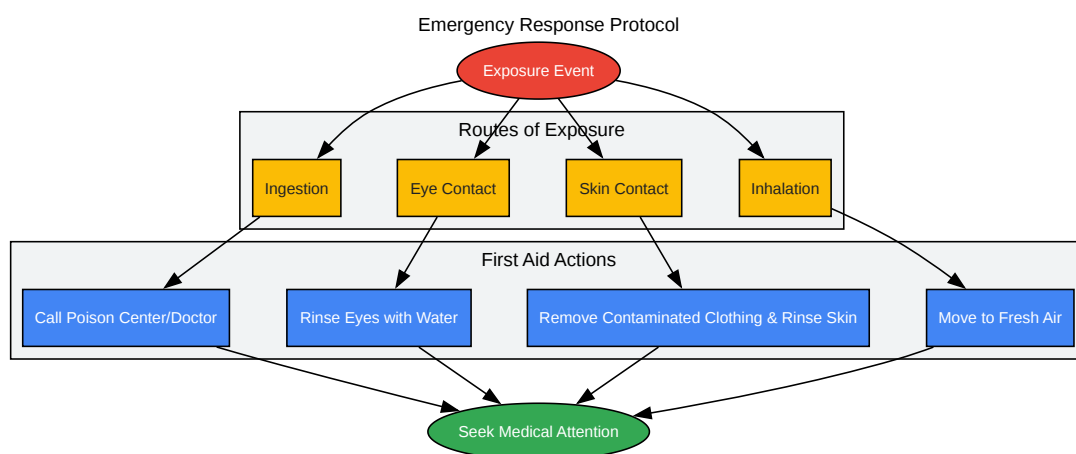 Emergency Response Protocol
Exposure Event
Routes of Exposure
Ingestion
Eye Contact
Skin Contact
Inhalation
First Aid Actions
Call Poison Center/Doctor
Rinse Eyes with Water
Remove Contaminated Clothing & Rinse Skin
Move to Fresh Air
Seek Medical Attention